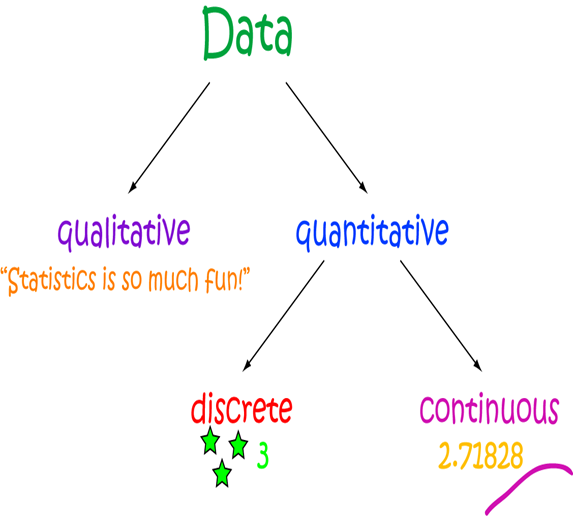 Data
qualitative
quantitative
“Statistics is so much fun!”
discrete
continuous
3
2.71828